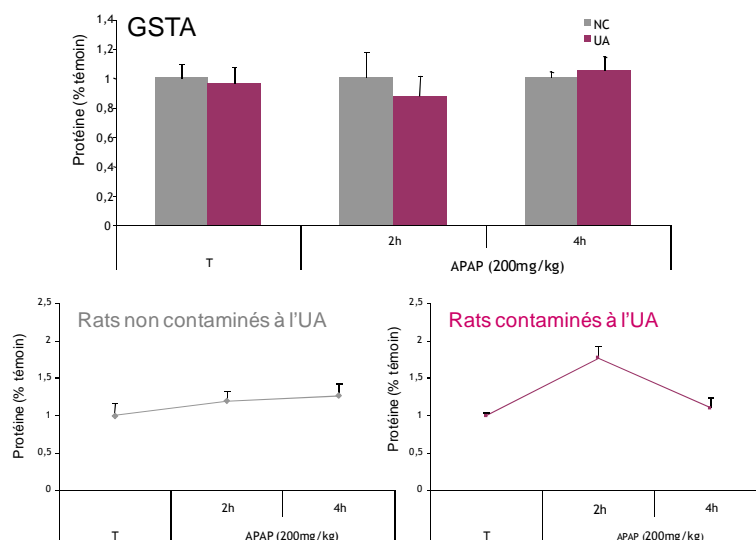 GSTA
NC
UA
Protéine (% témoin)
1,4
1,2
1
0,8
0,6
0,4
0,2
0
2h
4h
T
APAP (200mg/kg)
Rats non contaminés à l'UA
Protéine (% témoin)
2,5
2
1,5
1
0,5
0
2h
4h
T
APAP (200mg/kg)
Rats contaminés à l'UA
Protéine (% témoin)
2,5
2
1,5
1
0,5
0
2h
4h
T
APAP (200mg/kg)